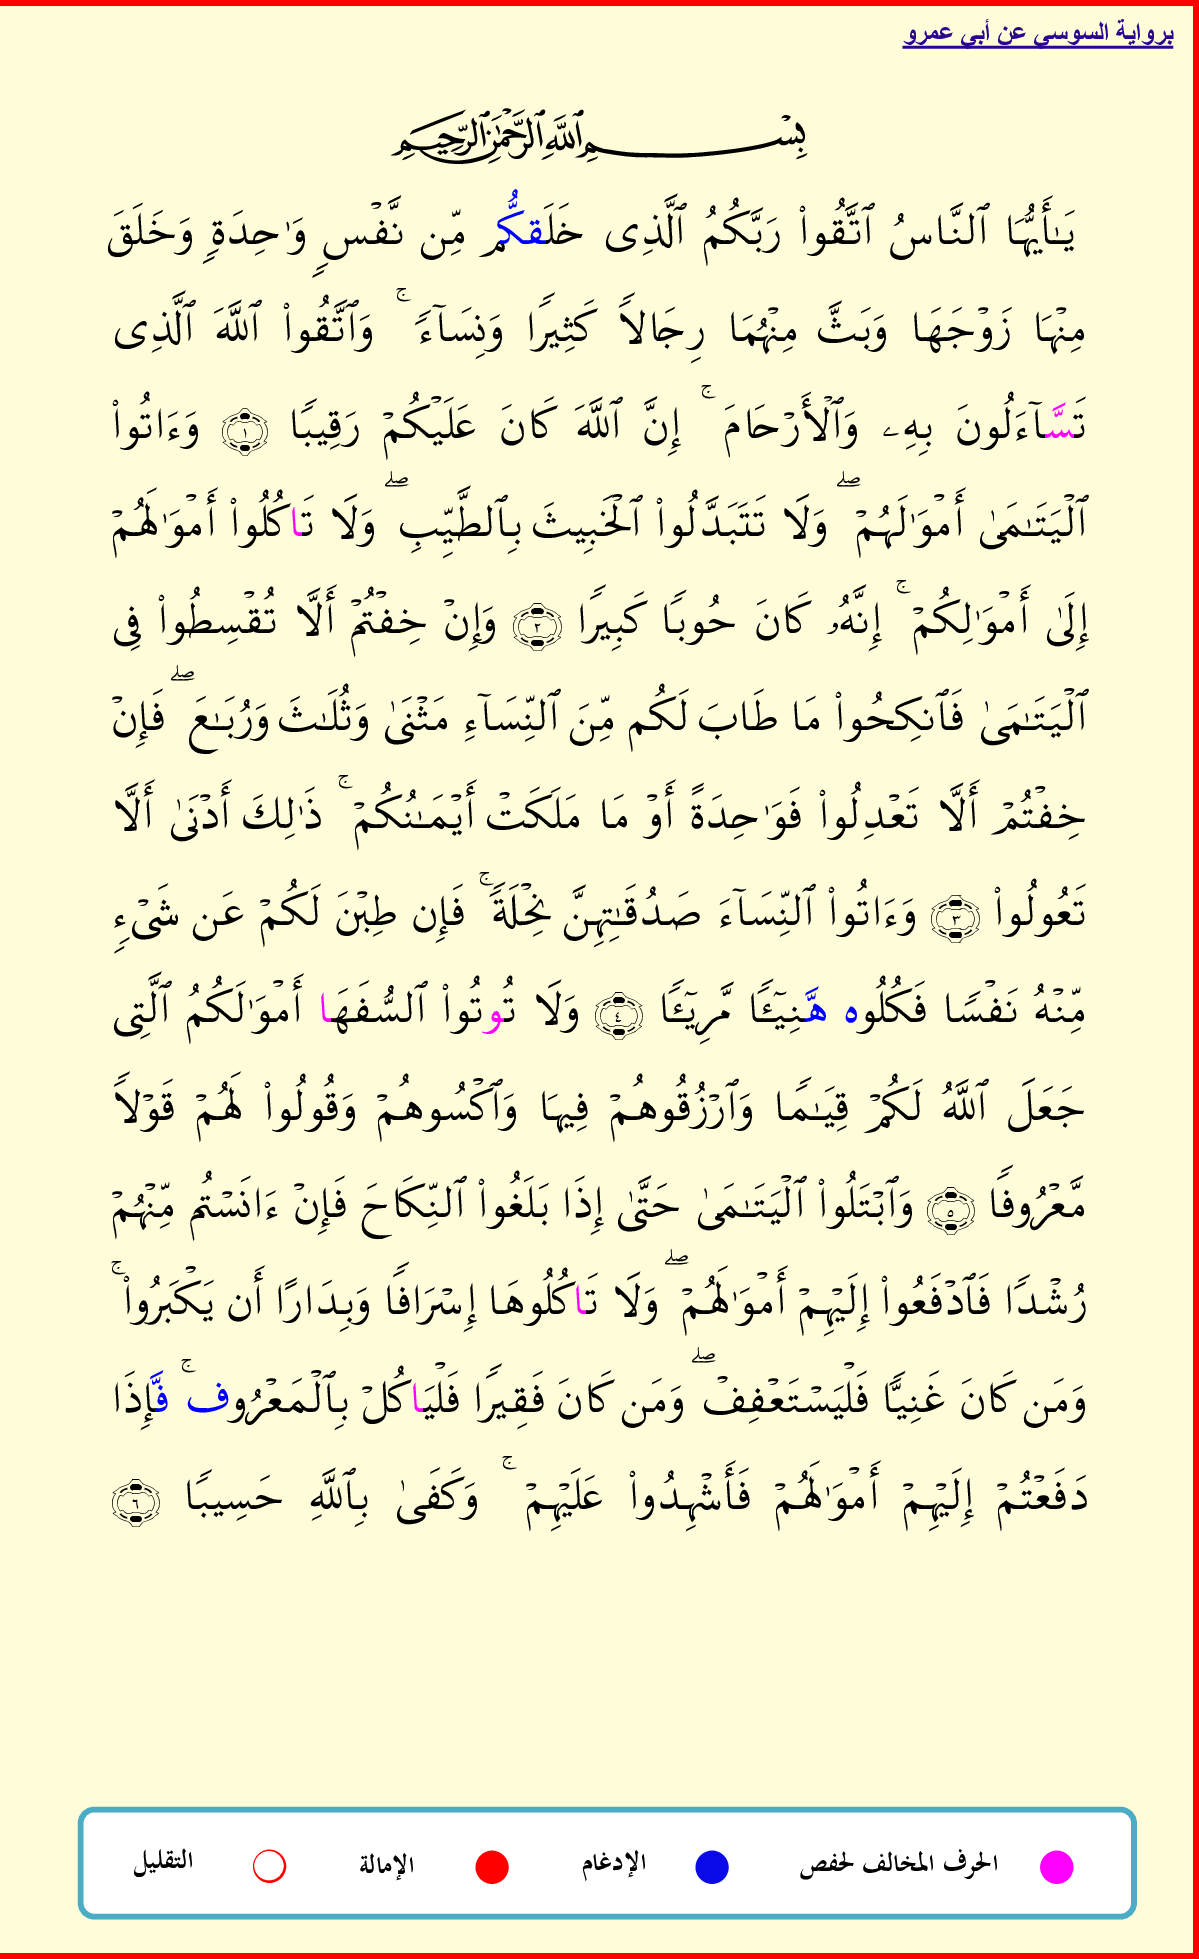 برواية السوسي عن أبي عمرو
بِسْمِ ٱللَّهِ ٱلرَّحْمَٰنِ ٱلرَّحِيمِ
يَـٰٓأَيُّهَا ٱلنَّاسُ ٱتَّقُوا۟ رَبَّكُمُ ٱلَّذِى خَلَقكُّم مِّن نَّفْسٍ وَٰحِدَةٍ وَخَلَقَ
مِنْهَا زَوْجَهَا وَبَثَّ مِنْهُمَا رِجَالاً كَثِيرًا وَنِسَآءً ۚ وَٱتَّقُوا۟ ٱللَّهَ ٱلَّذِى
تَسَّآءَلُونَ بِهِۦ وَٱلْأَرْحَامَ ۚ إِنَّ ٱللَّهَ كَانَ عَلَيْكُمْ رَقِيبًا ١ وَءَاتُوا۟
ٱلْيَتَـٰمَىٰ أَمْوَٰلَهُمْ ۖ وَلَا تَتَبَدَّلُوا۟ ٱلْخَبِيثَ بِٱلطَّيِّبِ ۖ وَلَا تَاكُلُوا۟ أَمْوَٰلَهُمْ
إِلَىٰ أَمْوَٰلِكُمْ ۚ إِنَّهُۥ كَانَ حُوبًا كَبِيرًا ٢ وَإِنْ خِفْتُمْ أَلَّا تُقْسِطُوا۟ فِى
ٱلْيَتَـٰمَىٰ فَٱنكِحُوا۟ مَا طَابَ لَكُم مِّنَ ٱلنِّسَآءِ مَثْنَىٰ وَثُلَـٰثَ وَرُبَـٰعَ ۖ فَإِنْ
خِفْتُمْ أَلَّا تَعْدِلُوا۟ فَوَٰحِدَةً أَوْ مَا مَلَكَتْ أَيْمَـٰنُكُمْ ۚ ذَٰلِكَ أَدْنَىٰ أَلَّا
تَعُولُوا۟ ٣ وَءَاتُوا۟ ٱلنِّسَآءَ صَدُقَـٰتِهِنَّ نِحْلَةً ۚ فَإِن طِبْنَ لَكُمْ عَن شَىْءٍ
مِّنْهُ نَفْسًا فَكُلُوه هَّنِيٓـًٔا مَّرِيٓـًٔا ٤ وَلَا تُوتُوا۟ ٱلسُّفَهَا أَمْوَٰلَكُمُ ٱلَّتِى
جَعَلَ ٱللَّهُ لَكُمْ قِيَـٰمًا وَٱرْزُقُوهُمْ فِيهَا وَٱكْسُوهُمْ وَقُولُوا۟ لَهُمْ قَوْلاً
مَّعْرُوفًا ٥ وَٱبْتَلُوا۟ ٱلْيَتَـٰمَىٰ حَتَّىٰ إِذَا بَلَغُوا۟ ٱلنِّكَاحَ فَإِنْ ءَانَسْتُم مِّنْهُمْ
رُشْدًا فَٱدْفَعُوا۟ إِلَيْهِمْ أَمْوَٰلَهُمْ ۖ وَلَا تَاكُلُوهَا إِسْرَافًا وَبِدَارًا أَن يَكْبَرُوا۟ ۚ
وَمَن كَانَ غَنِيًّا فَلْيَسْتَعْفِفْ ۖ وَمَن كَانَ فَقِيرًا فَلْيَاكُلْ بِٱلْمَعْرُوف ۚ فَّإِذَا
دَفَعْتُمْ إِلَيْهِمْ أَمْوَٰلَهُمْ فَأَشْهِدُوا۟ عَلَيْهِمْ ۚ وَكَفَىٰ بِٱللَّهِ حَسِيبًا ٦
الحرف المخالف لحفص الإدغام الإمالة التقليل